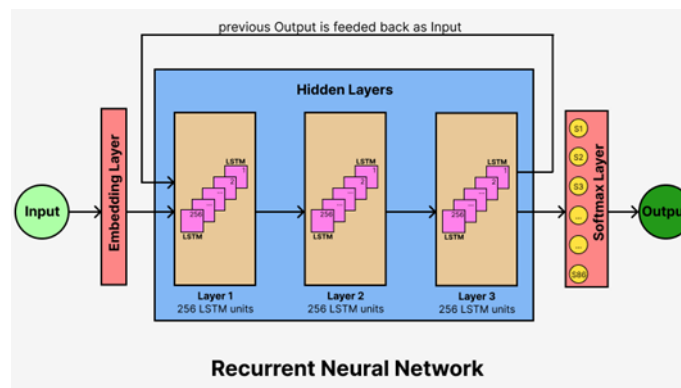 previous Output is feeded back as Input
Hidden Layers
Input
Embedding Layer
LSTM
1
2
...
...
256
LSTM
Layer 1
256 LSTM units
LSTM
1
2
...
...
256
LSTM
Layer 2
256 LSTM units
LSTM
1
2
...
...
256
LSTM
Layer 3
256 LSTM units
S1
S2
S3
...
...
S86
Softmax Layer
Outpu
Recurrent Neural Network